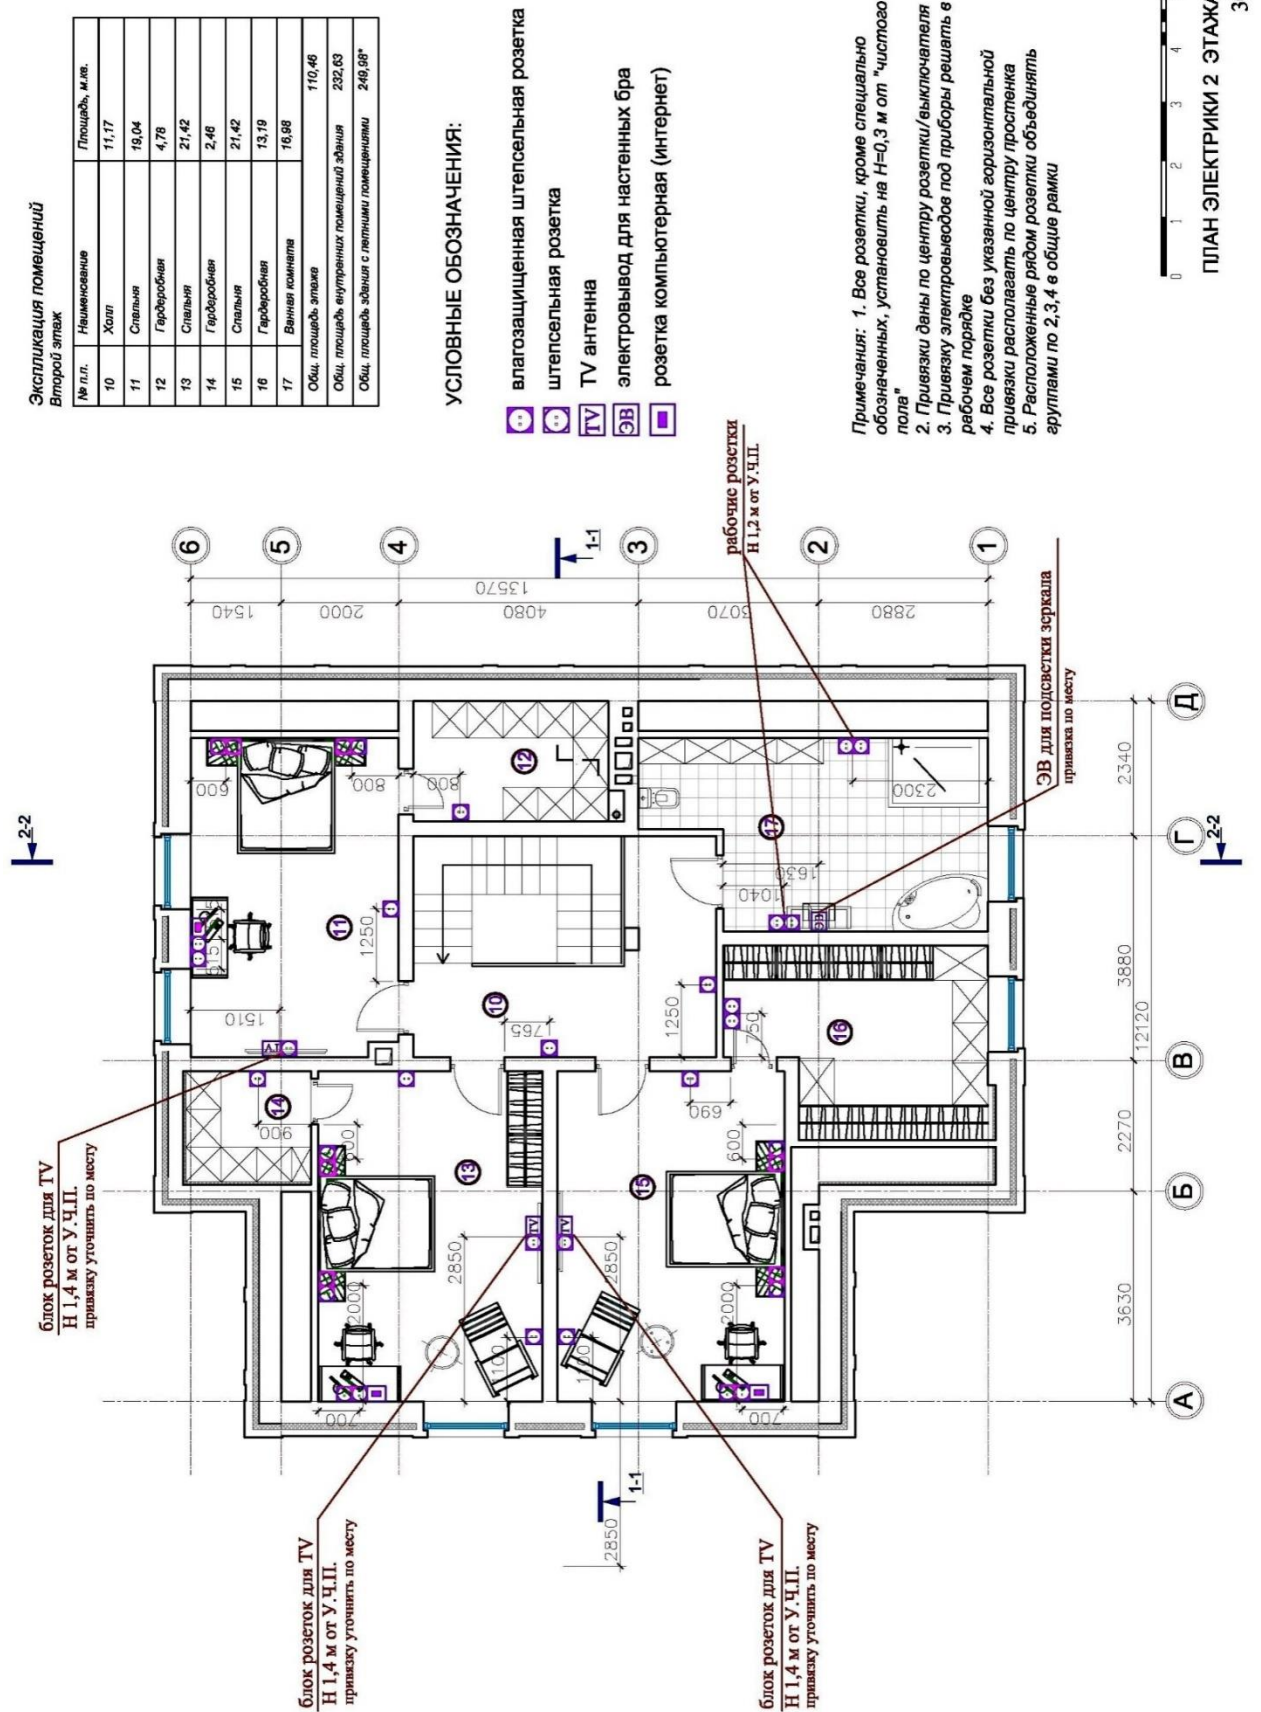 Экспликация помещений
Второй этаж
№ п.п. Наименование Площадь, м.кв.
10 Холл 11,17
11 Спальня 19,04
12 Гардеробная 4,78
13 Спальня 21,42
14 Гардеробная 2,46
15 Спальня 21,42
16 Гардеробная 13,19
17 Ванная комната 16,98
Общ. площадь этажа 110,46
Общ. площадь внутренних помещений здания 232,63
Общ. площадь здания с летними помещениями 249,98*
УСЛОВНЫЕ ОБОЗНАЧЕНИЯ:
влагозащищенная штепсельная розетка
штепсельная розетка
TV TV антенна
ЭВ электровывод для настенных бра
розетка компьютерная (интернет)
Примечания: 1. Все розетки, кроме специально
обозначенных, установить на Н=0,3 м от "чистого
пола"
2. Привязки даны по центру розетки/выключателя
3. Привязку электровыводов под приборы решать в
рабочем порядке
4. Все розетки без указанной горизонтальной
привязки располагать по центру простенка
5. Расположенные рядом розетки объединять
группами по 2,3,4 в общие рамки
0 1 2 3 4
ПЛАН ЭЛЕКТРИКИ 2 ЭТАЖА
3
блок розеток для TV
Н 1,4 м от У.Ч.П.
привязку уточнить по месту
блок розеток для TV
Н 1,4 м от У.Ч.П.
привязку уточнить по месту
блок розеток для TV
Н 1,4 м от У.Ч.П.
привязку уточнить по месту
рабочие розетки
Н 1,2 м от У.Ч.П.
ЭВ для подсветки зеркала
привязка по месту
2-2
2-2
1-1
1-1
6
5
4
3
2
1
А
Б
В
Г
Д
1540
2000
4080
3070
2880
13570
3630
2270
3880
2340
12120
2850
10
11
12
13
14
15
16
17
600
800
800
1510
1250
515
TV
765
1250
900
600
2000
700
2850
1100
TV
690
600
2000
700
2850
TV
750
1040
1630
2300
ЭВ